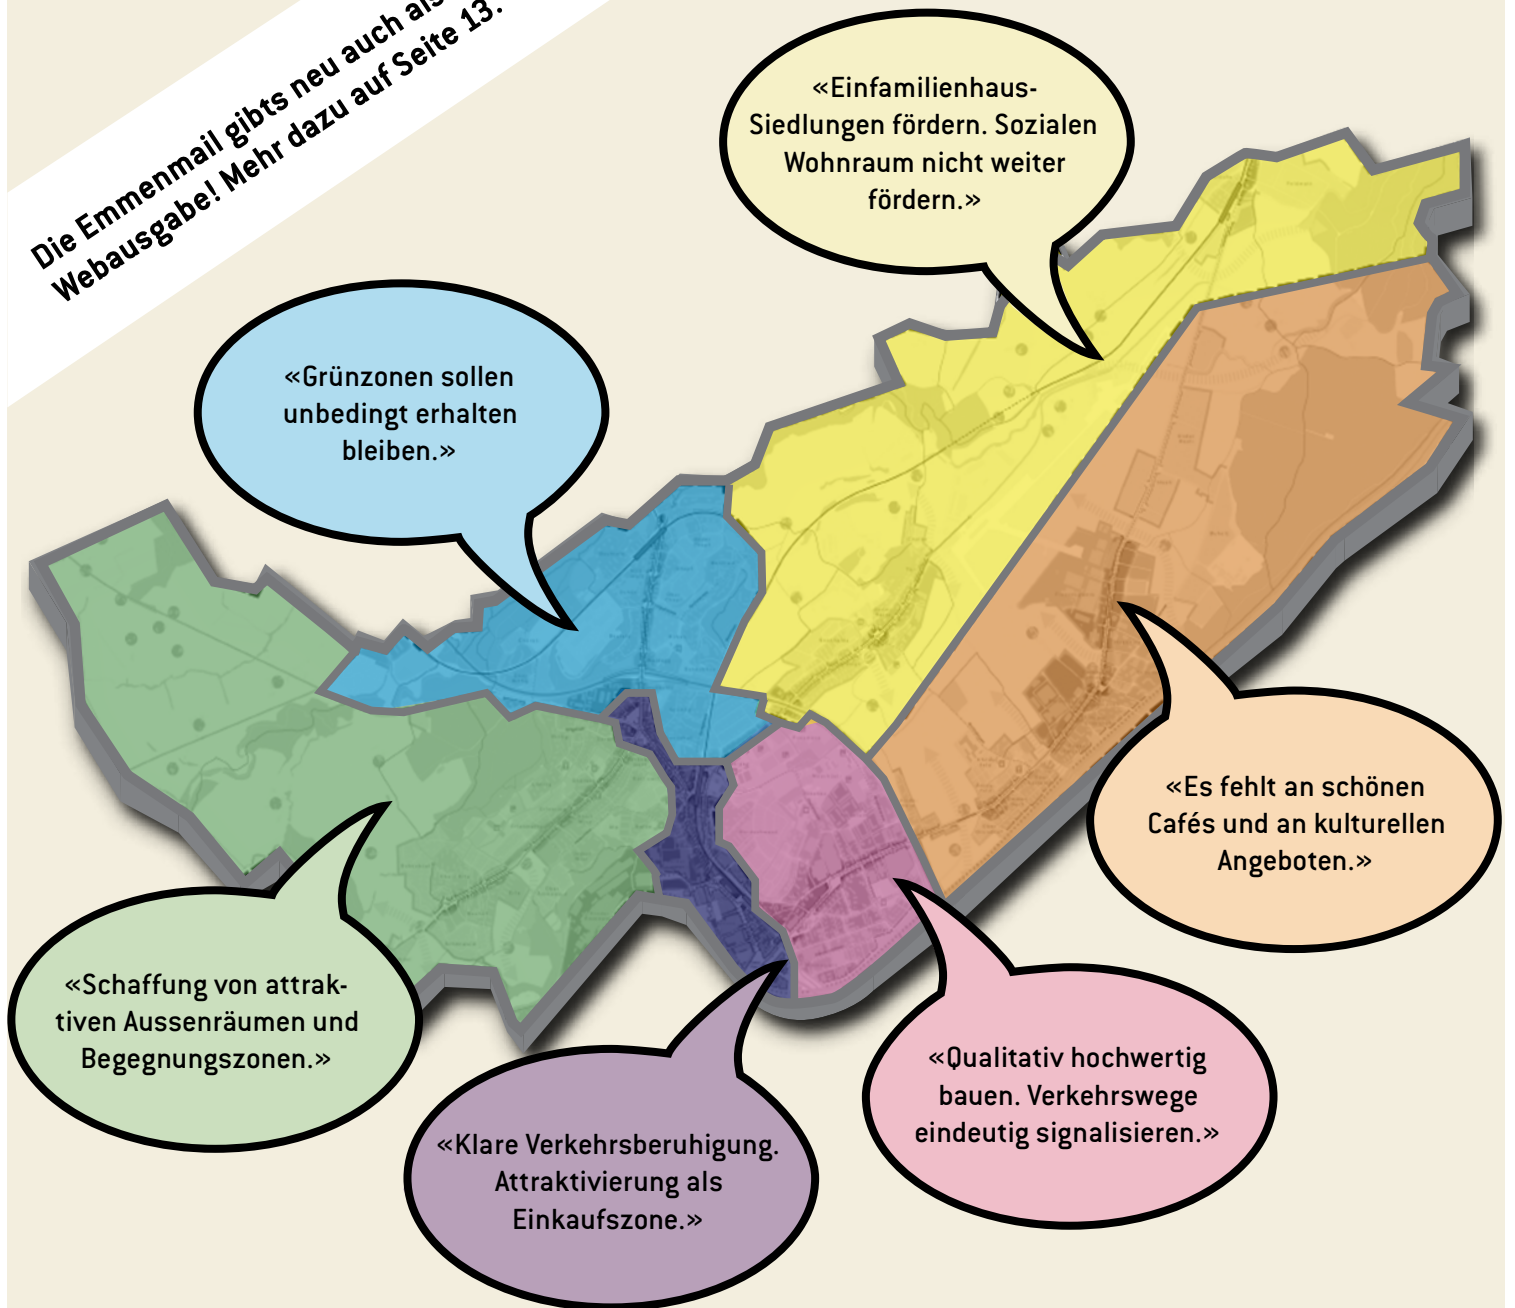 Die Emmenmail gibts neu auch als
Webausgabe! Mehr dazu auf Seite 13.
«Einfamilienhaus-
Siedlungen fördern. Sozialen
Wohnraum nicht weiter
fördern.»
«Grünzonen sollen
unbedingt erhalten
bleiben.»
«Es fehlt an schönen
Cafés und an kulturellen
Angeboten.»
«Schaffung von attrak-
tiven Aussenräumen und
Begegnungszonen.»
«Qualitativ hochwertig
bauen. Verkehrswege
eindeutig signalisieren.»
«Klare Verkehrsberuhigung.
Attraktivierung als
Einkaufszone.»